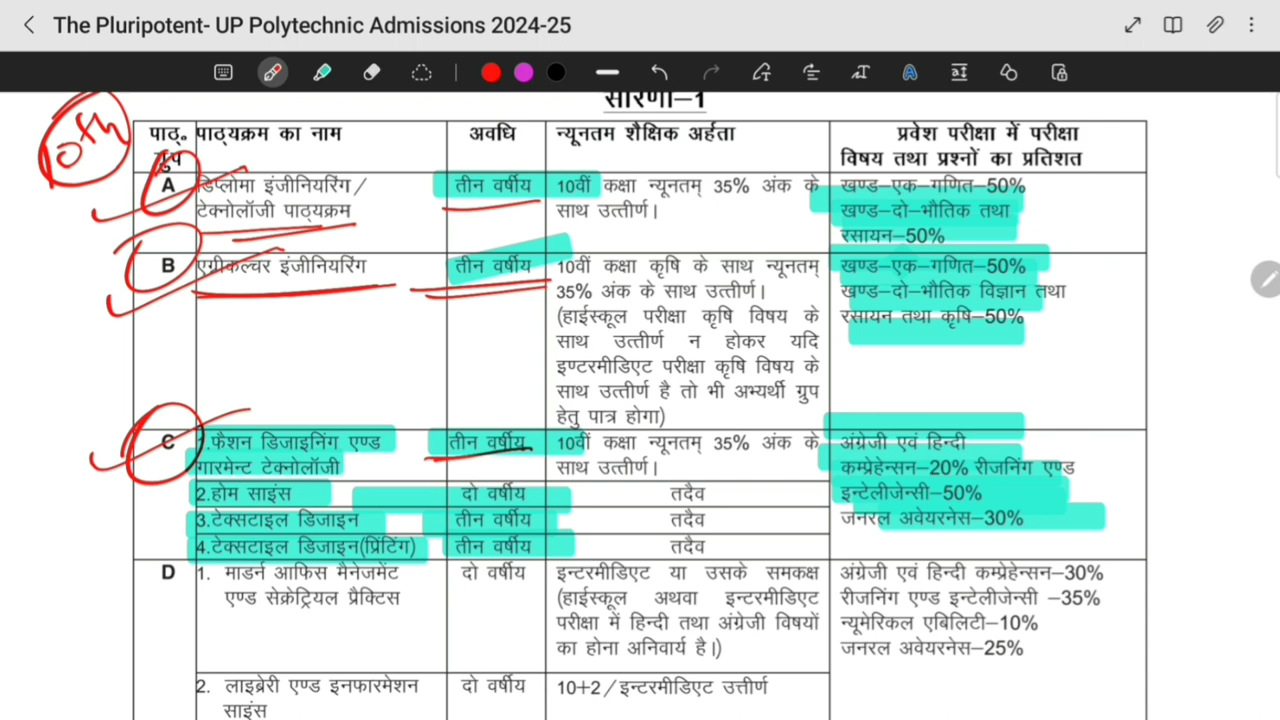 The Pluripotent- UP Polytechnic Admissions 2024-25
सारणी–1
oth
पाठ्o ग्रुप
पाठ्यक्रम का नाम
अवधि
न्यूनतम शैक्षिक अर्हता
प्रवेश परीक्षा में परीक्षा
विषय तथा प्रश्नों का प्रतिशत
A
डिप्लोमा इंजीनियरिंग /
टेक्नोलॉजी पाठ्यक्रम
तीन वर्षीय
10वीं कक्षा न्यूनतम् 35% अंक के
साथ उत्तीर्ण।
खण्ड–एक–गणित–50%
खण्ड–दो–भौतिक तथा
रसायन–50%
B
एग्रीकल्चर इंजीनियरिंग
तीन वर्षीय
10वीं कक्षा कृषि के साथ न्यूनतम्
35% अंक के साथ उत्तीर्ण।
(हाईस्कूल परीक्षा कृषि विषय के
साथ उत्तीर्ण न होकर यदि
इण्टरमीडिएट परीक्षा कृषि विषय के
साथ उत्तीर्ण है तो भी अभ्यर्थी ग्रुप
हेतु पात्र होगा)
खण्ड–एक–गणित–50%
खण्ड–दो–भौतिक विज्ञान तथा
रसायन तथा कृषि–50%
C
1.फैशन डिजाइनिंग एण्ड
गारमेन्ट टेक्नोलॉजी
तीन वर्षीय
10वीं कक्षा न्यूनतम् 35% अंक के
साथ उत्तीर्ण।
अंग्रेजी एवं हिन्दी
कम्प्रेहेन्सन–20% रीजनिंग एण्ड
इन्टेलीजेन्सी–50%
जनरल अवेयरनेस–30%
2.होम साइंस
दो वर्षीय
तदैव
3.टेक्सटाइल डिजाइन
तीन वर्षीय
तदैव
4.टेक्सटाइल डिजाइन(प्रिंटिंग)
तीन वर्षीय
तदैव
D
1. मार्डन आफिस मैनेजमेंट
एण्ड सेक्रेट्रियल प्रैक्टिस
दो वर्षीय
इन्टरमीडिएट या उसके समकक्ष
(हाईस्कूल अथवा इन्टरमीडिएट
परीक्षा में हिन्दी तथा अंग्रेजी विषयों
का होना अनिवार्य है।)
अंग्रेजी एवं हिन्दी कम्प्रेहेन्सन–30%
रीजनिंग एण्ड इन्टेलीजेन्सी –35%
न्यूमेरिकल एबिलिटी–10%
जनरल अवेयरनेस–25%
2. लाइब्रेरी एण्ड इनफारमेशन
साइंस
दो वर्षीय
10+2 / इन्टरमीडिएट उत्तीर्ण